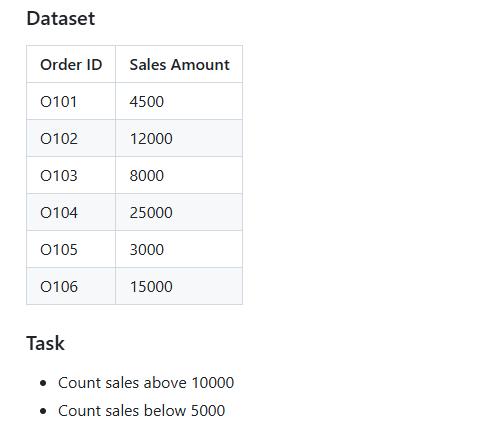 Dataset
Order ID Sales Amount
O101 4500
O102 12000
O103 8000
O104 25000
O105 3000
O106 15000
Task
• Count sales above 10000
• Count sales below 5000